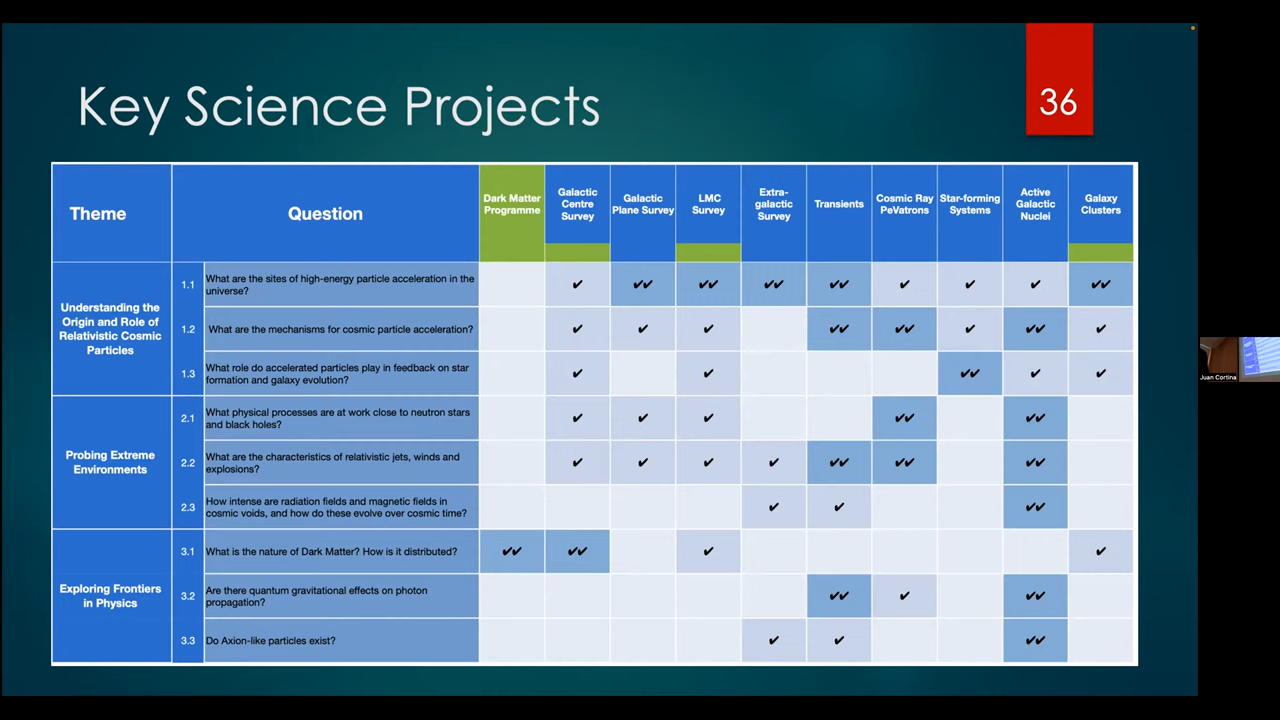 Key Science Projects
36
Theme
Question
Dark Matter
Programme
Galactic
Centre
Survey
Galactic
Plane Survey
LMC
Survey
Extra-
galactic
Survey
Transients
Cosmic Ray
PeVatrons
Star-forming
Systems
Active
Galactic
Nuclei
Galaxy
Clusters
Understanding the
Origin and Role of
Relativistic Cosmic
Particles
1.1
What are the sites of high-energy particle acceleration in the
universe?
✔ ✔✔ ✔✔ ✔✔ ✔✔ ✔ ✔ ✔ ✔✔
1.2
What are the mechanisms for cosmic particle acceleration?
✔ ✔ ✔ ✔✔ ✔✔ ✔ ✔✔ ✔
1.3
What role do accelerated particles play in feedback on star
formation and galaxy evolution?
✔ ✔ ✔✔ ✔ ✔
Probing Extreme
Environments
2.1
What physical processes are at work close to neutron stars
and black holes?
✔ ✔ ✔ ✔✔ ✔✔
2.2
What are the characteristics of relativistic jets, winds and
explosions?
✔ ✔ ✔ ✔ ✔✔ ✔✔ ✔✔
2.3
How intense are radiation fields and magnetic fields in
cosmic voids, and how do these evolve over cosmic time?
✔ ✔ ✔✔
Exploring Frontiers
in Physics
3.1
What is the nature of Dark Matter? How is it distributed?
✔✔ ✔✔ ✔ ✔
3.2
Are there quantum gravitational effects on photon
propagation?
✔✔ ✔ ✔✔
3.3
Do Axion-like particles exist?
✔ ✔ ✔✔
Juan Cortina